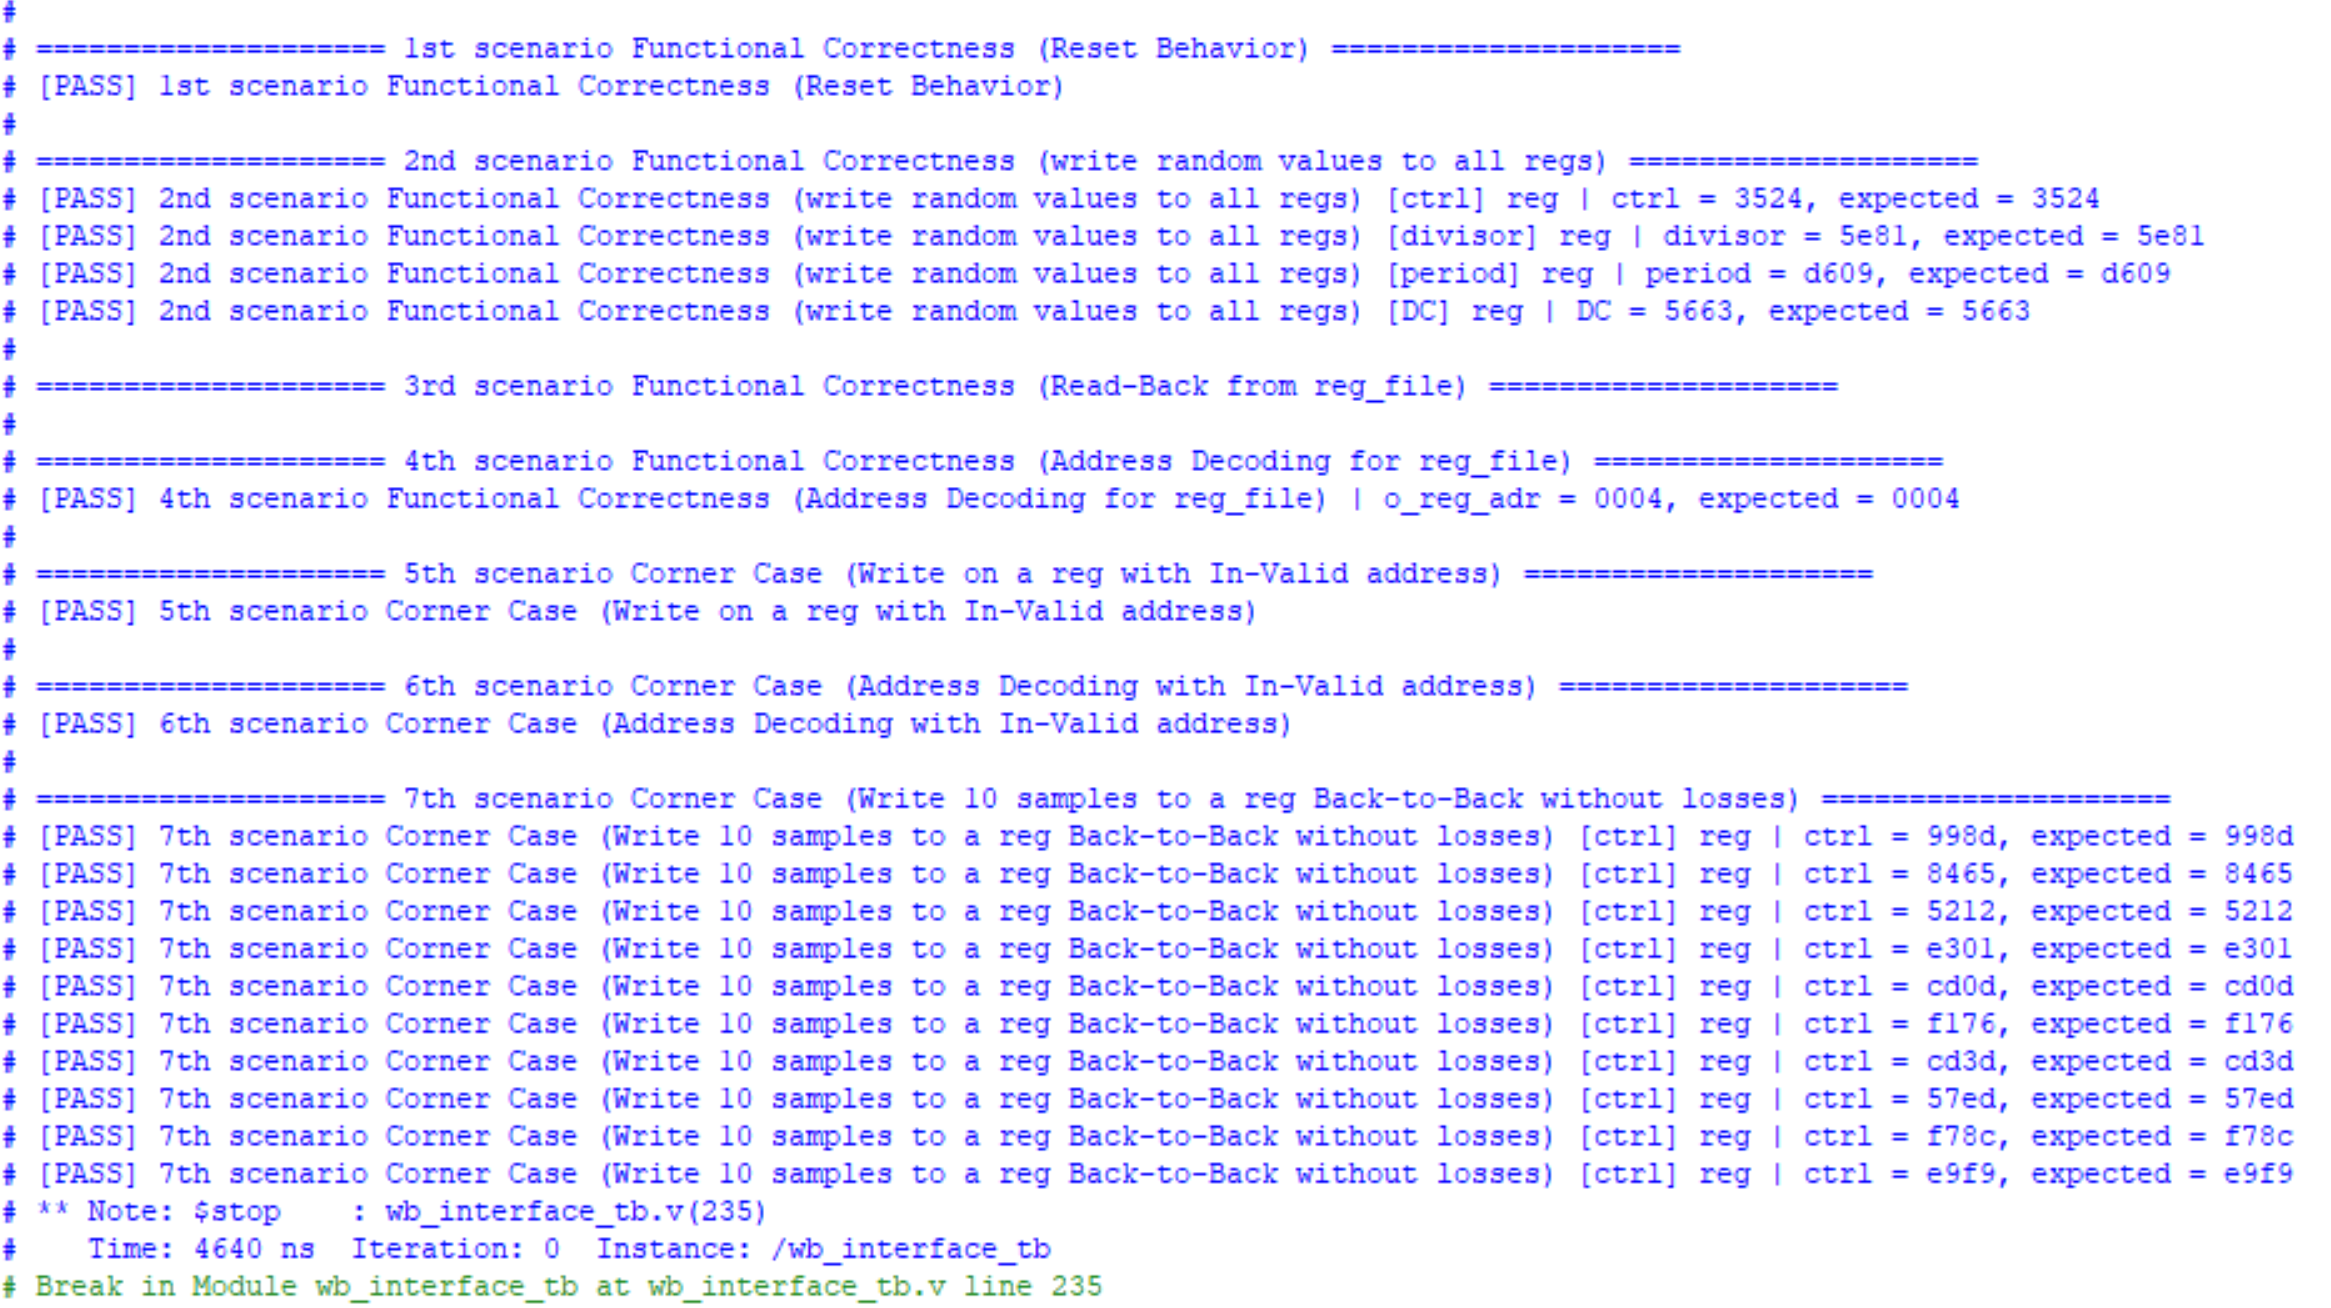 #
# ==================== 1st scenario Functional Correctness (Reset Behavior) ====================
# [PASS] 1st scenario Functional Correctness (Reset Behavior)
#
# ==================== 2nd scenario Functional Correctness (write random values to all regs) ====================
# [PASS] 2nd scenario Functional Correctness (write random values to all regs) [ctrl] reg | ctrl = 3524, expected = 3524
# [PASS] 2nd scenario Functional Correctness (write random values to all regs) [divisor] reg | divisor = 5e81, expected = 5e81
# [PASS] 2nd scenario Functional Correctness (write random values to all regs) [period] reg | period = d609, expected = d609
# [PASS] 2nd scenario Functional Correctness (write random values to all regs) [DC] reg | DC = 5663, expected = 5663
#
# ==================== 3rd scenario Functional Correctness (Read-Back from reg_file) ====================
#
# ==================== 4th scenario Functional Correctness (Address Decoding for reg_file) ====================
# [PASS] 4th scenario Functional Correctness (Address Decoding for reg_file) | o_reg_adr = 0004, expected = 0004
#
# ==================== 5th scenario Corner Case (Write on a reg with In-Valid address) ====================
# [PASS] 5th scenario Corner Case (Write on a reg with In-Valid address)
#
# ==================== 6th scenario Corner Case (Address Decoding with In-Valid address) ====================
# [PASS] 6th scenario Corner Case (Address Decoding with In-Valid address)
#
# ==================== 7th scenario Corner Case (Write 10 samples to a reg Back-to-Back without losses) ====================
# [PASS] 7th scenario Corner Case (Write 10 samples to a reg Back-to-Back without losses) [ctrl] reg | ctrl = 998d, expected = 998d
# [PASS] 7th scenario Corner Case (Write 10 samples to a reg Back-to-Back without losses) [ctrl] reg | ctrl = 8465, expected = 8465
# [PASS] 7th scenario Corner Case (Write 10 samples to a reg Back-to-Back without losses) [ctrl] reg | ctrl = 5212, expected = 5212
# [PASS] 7th scenario Corner Case (Write 10 samples to a reg Back-to-Back without losses) [ctrl] reg | ctrl = e301, expected = e301
# [PASS] 7th scenario Corner Case (Write 10 samples to a reg Back-to-Back without losses) [ctrl] reg | ctrl = cd0d, expected = cd0d
# [PASS] 7th scenario Corner Case (Write 10 samples to a reg Back-to-Back without losses) [ctrl] reg | ctrl = f176, expected = f176
# [PASS] 7th scenario Corner Case (Write 10 samples to a reg Back-to-Back without losses) [ctrl] reg | ctrl = cd3d, expected = cd3d
# [PASS] 7th scenario Corner Case (Write 10 samples to a reg Back-to-Back without losses) [ctrl] reg | ctrl = 57ed, expected = 57ed
# [PASS] 7th scenario Corner Case (Write 10 samples to a reg Back-to-Back without losses) [ctrl] reg | ctrl = f78c, expected = f78c
# [PASS] 7th scenario Corner Case (Write 10 samples to a reg Back-to-Back without losses) [ctrl] reg | ctrl = e9f9, expected = e9f9
# ** Note: $stop    : wb_interface_tb.v(235)
#    Time: 4640 ns  Iteration: 0  Instance: /wb_interface_tb
# Break in Module wb_interface_tb at wb_interface_tb.v line 235